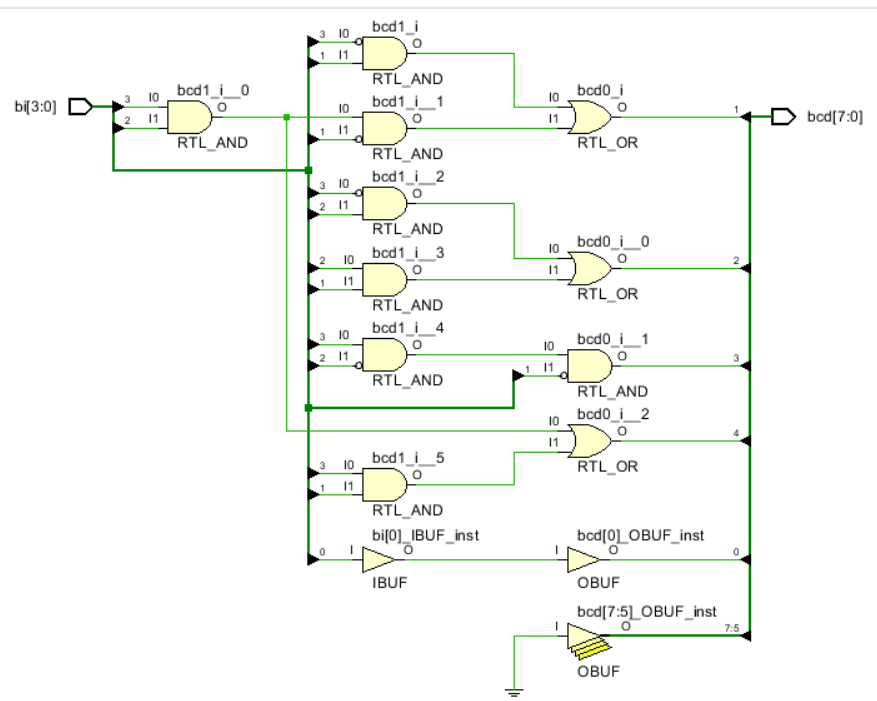 bi[3:0]
3 I0
2 I1
bcd1_i__0
O
RTL_AND
3 I0
1 I1
bcd1_i
O
RTL_AND
I0
1 I1
bcd1_i__1
O
RTL_AND
3 I0
2 I1
bcd1_i__2
O
RTL_AND
2 I0
1 I1
bcd1_i__3
O
RTL_AND
3 I0
2 I1
bcd1_i__4
O
RTL_AND
3 I0
1 I1
bcd1_i__5
O
RTL_AND
0 I
bi[0]_IBUF_inst
O
IBUF
I0
I1
bcd0_i
O
RTL_OR
1
I0
I1
bcd0_i__0
O
RTL_OR
2
I0
1 I1
bcd0_i__1
O
RTL_AND
3
I0
I1
bcd0_i__2
O
RTL_OR
4
I
bcd[0]_OBUF_inst
O
OBUF
0
I
bcd[7:5]_OBUF_inst
O
OBUF
7:5
bcd[7:0]